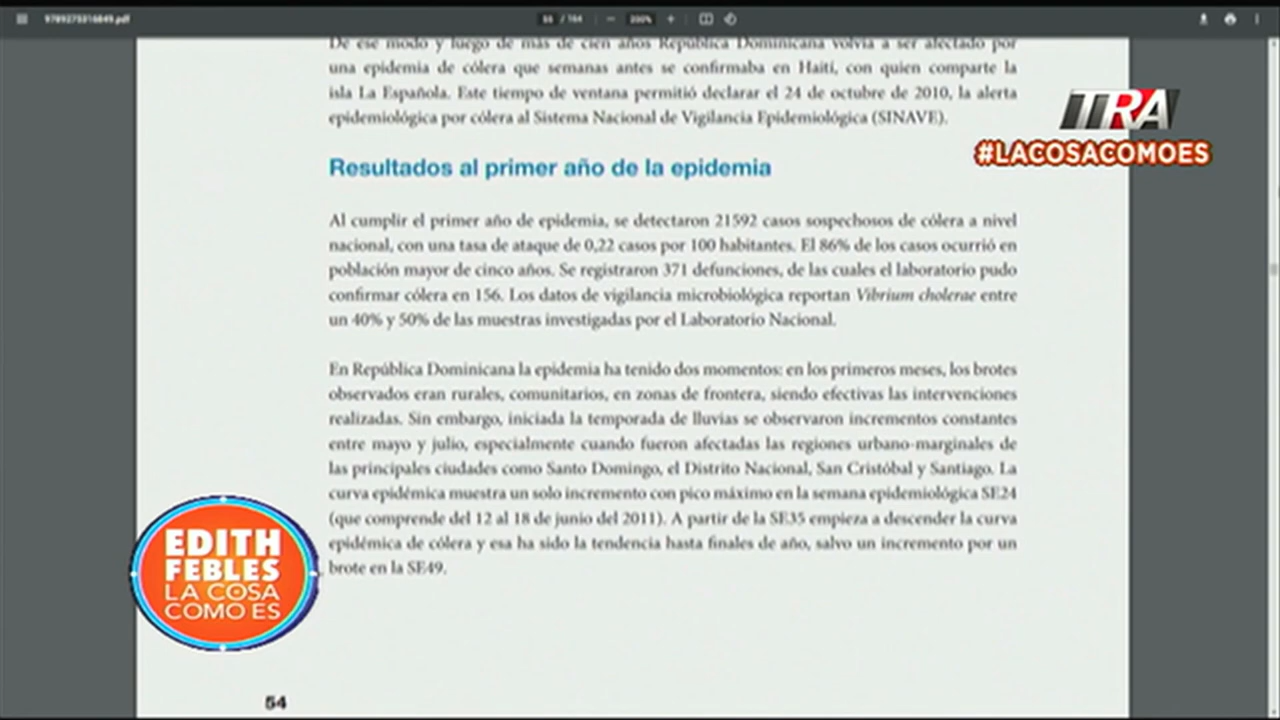 9789275316849.pdf
55 / 164
200%
De ese modo y luego de más de cien años República Dominicana volvía a ser afectado por
una epidemia de cólera que semanas antes se confirmaba en Haití, con quien comparte la
isla La Española. Este tiempo de ventana permitió declarar el 24 de octubre de 2010, la alerta
epidemiológica por cólera al Sistema Nacional de Vigilancia Epidemiológica (SINAVE).
TRA
#LACOSACOMOES
Resultados al primer año de la epidemia
Al cumplir el primer año de epidemia, se detectaron 21592 casos sospechosos de cólera a nivel
nacional, con una tasa de ataque de 0,22 casos por 100 habitantes. El 86% de los casos ocurrió en
población mayor de cinco años. Se registraron 371 defunciones, de las cuales el laboratorio pudo
confirmar cólera en 156. Los datos de vigilancia microbiológica reportan Vibrium cholerae entre
un 40% y 50% de las muestras investigadas por el Laboratorio Nacional.
En República Dominicana la epidemia ha tenido dos momentos: en los primeros meses, los brotes
observados eran rurales, comunitarios, en zonas de frontera, siendo efectivas las intervenciones
realizadas. Sin embargo, iniciada la temporada de lluvias se observaron incrementos constantes
entre mayo y julio, especialmente cuando fueron afectadas las regiones urbano-marginales de
las principales ciudades como Santo Domingo, el Distrito Nacional, San Cristóbal y Santiago. La
curva epidémica muestra un solo incremento con pico máximo en la semana epidemiológica SE24
(que comprende del 12 al 18 de junio del 2011). A partir de la SE35 empieza a descender la curva
epidémica de cólera y esa ha sido la tendencia hasta finales de año, salvo un incremento por un
brote en la SE49.
EDITH
FEBLES
LA COSA
COMO ES
54